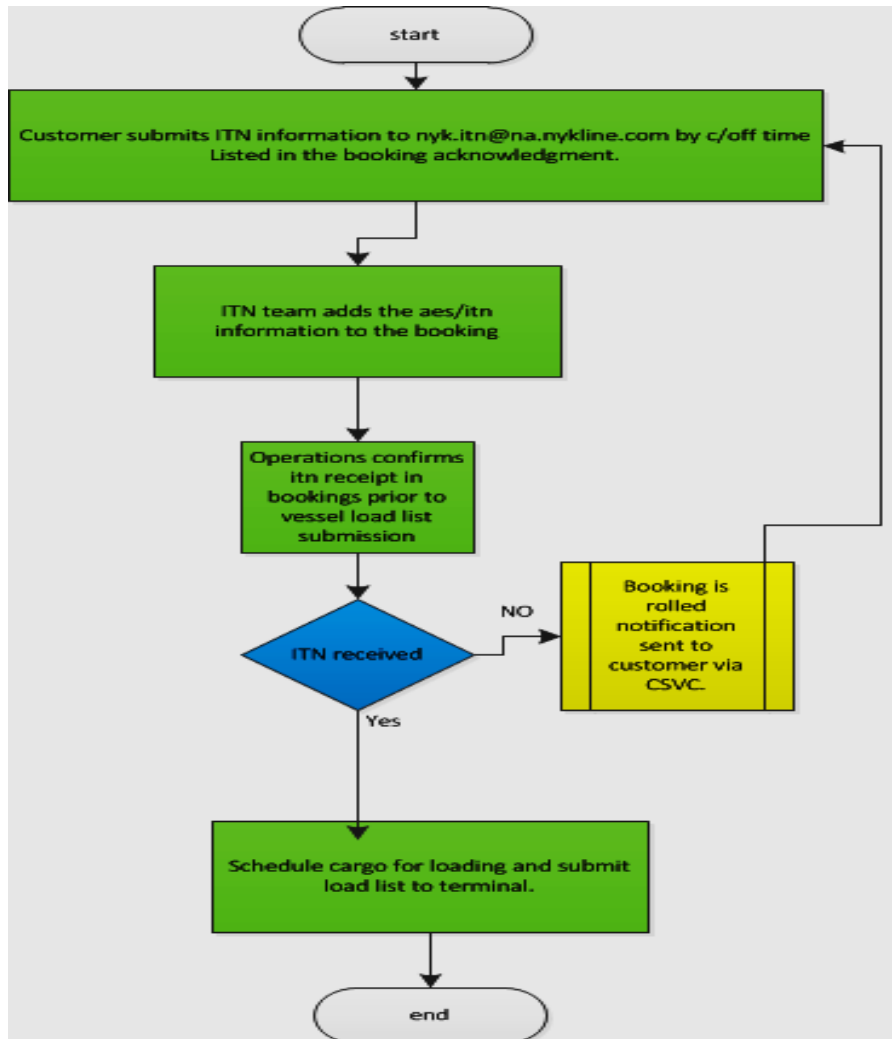 start
Customer submits ITN information to nyk.itn@na.nykline.com by c/off time
Listed in the booking acknowledgment.
ITN team adds the aes/itn
information to the booking
Operations confirms
itn receipt in
bookings prior to
vessel load list
submission
ITN received
NO
Booking is
rolled
notification
sent to
customer via
CSVC.
Yes
Schedule cargo for loading and submit
load list to terminal.
end